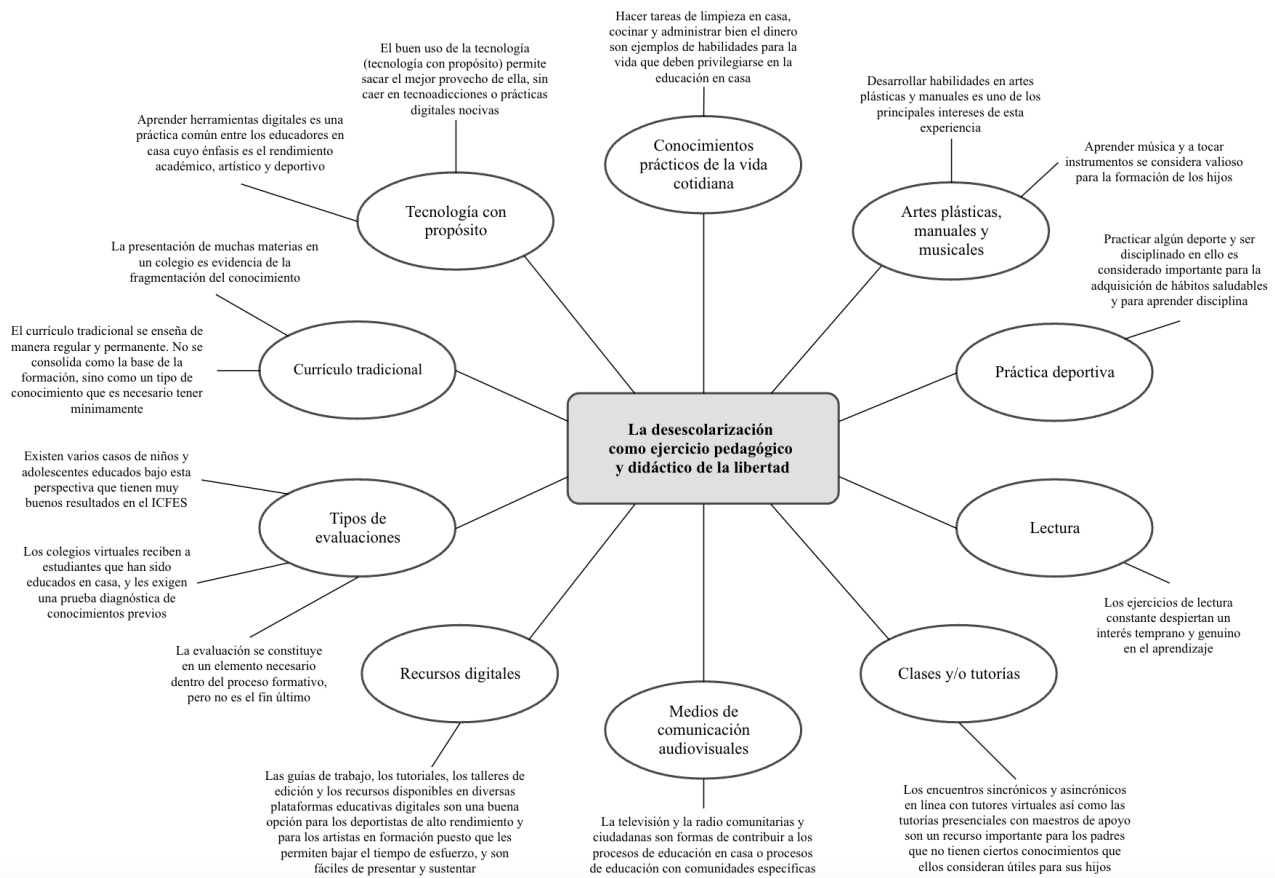 Hacer tareas de limpieza en casa,
cocinar y administrar bien el dinero
son ejemplos de habilidades para la
vida que deben privilegiarse en la
educación en casa
El buen uso de la tecnología
(tecnología con propósito) permite
sacar el mejor provecho de ella, sin
caer en tecnoadicciones o prácticas
digitales nocivas
Desarrollar habilidades en artes
plásticas y manuales es uno de los
principales intereses de esta
experiencia
Aprender herramientas digitales es una
práctica común entre los educadores en
casa cuyo énfasis es el rendimiento
académico, artístico y deportivo
Aprender música y a tocar
instrumentos se considera valioso
para la formación de los hijos
Conocimientos
prácticos de la vida
cotidiana
Tecnología con
propósito
Artes plásticas,
manuales y
musicales
La presentación de muchas materias en
un colegio es evidencia de la
fragmentación del conocimiento
Practicar algún deporte y ser
disciplinado en ello es
considerado importante para la
adquisición de hábitos saludables
y para aprender disciplina
El currículo tradicional se enseña de
manera regular y permanente. No se
consolida como la base de la
formación, sino como un tipo de
conocimiento que es necesario tener
mínimamente
Currículo tradicional
Práctica deportiva
La desescolarización
como ejercicio pedagógico
y didáctico de la libertad
Existen varios casos de niños y
adolescentes educados bajo esta
perspectiva que tienen muy
buenos resultados en el ICFES
Tipos de
evaluaciones
Lectura
Los colegios virtuales reciben a
estudiantes que han sido
educados en casa, y les exigen
una prueba diagnóstica de
conocimientos previos
Los ejercicios de lectura
constante despiertan un
interés temprano y genuino
en el aprendizaje
La evaluación se constituye
en un elemento necesario
dentro del proceso formativo,
pero no es el fin último
Recursos digitales
Clases y/o tutorías
Medios de
comunicación
audiovisuales
Las guías de trabajo, los tutoriales, los talleres de
edición y los recursos disponibles en diversas
plataformas educativas digitales son una buena
opción para los deportistas de alto rendimiento y
para los artistas en formación puesto que les
permiten bajar el tiempo de esfuerzo, y son
fáciles de presentar y sustentar
La televisión y la radio comunitarias y
ciudadanas son formas de contribuir a los
procesos de educación en casa o procesos
de educación con comunidades específicas
Los encuentros sincrónicos y asincrónicos
en línea con tutores virtuales así como las
tutorías presenciales con maestros de apoyo
son un recurso importante para los padres
que no tienen ciertos conocimientos que
ellos consideran útiles para sus hijos